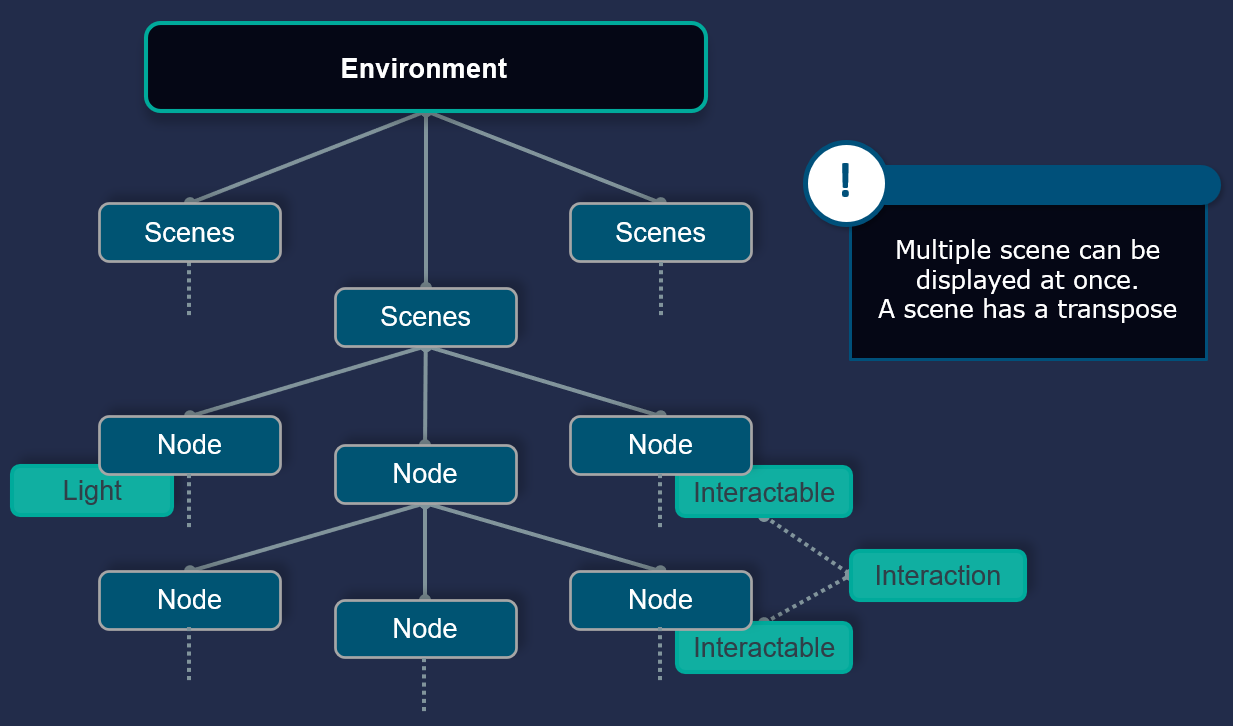 Environment
Scenes
Scenes
!
Multiple scene can be
displayed at once.
A scene has a transpose
Scenes
Node
Node
Node
Light
Interactable
Interaction
Node
Node
Node
Interactable